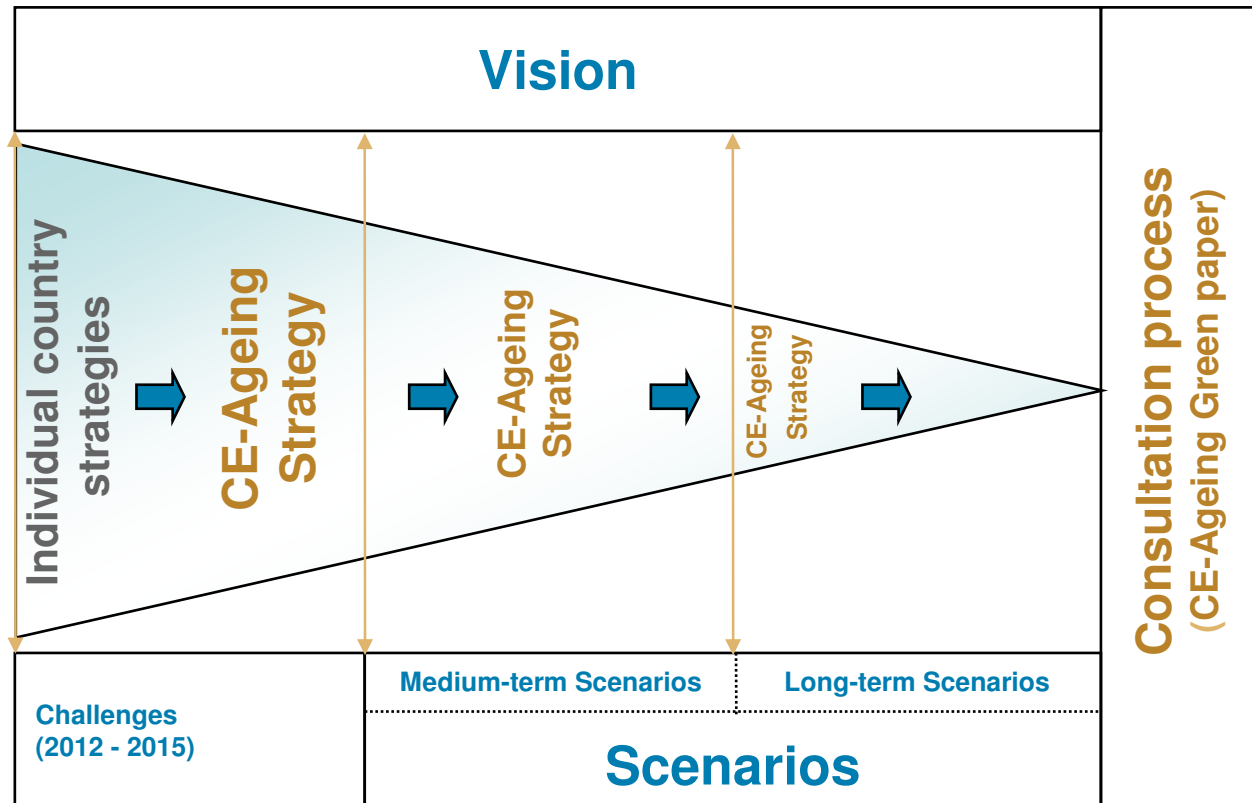 Vision
Individual country
strategies
CE-Ageing
Strategy
CE-Ageing
Strategy
CE-Ageing
Strategy
Consultation process
(CE-Ageing Green paper)
Challenges
(2012 - 2015)
Medium-term Scenarios
Long-term Scenarios
Scenarios